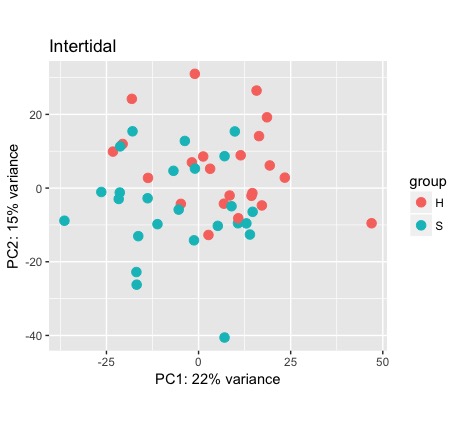 Intertidal
20
0
-20
-40
PC2: 15% variance
-25 0 25 50
PC1: 22% variance
group
H
S